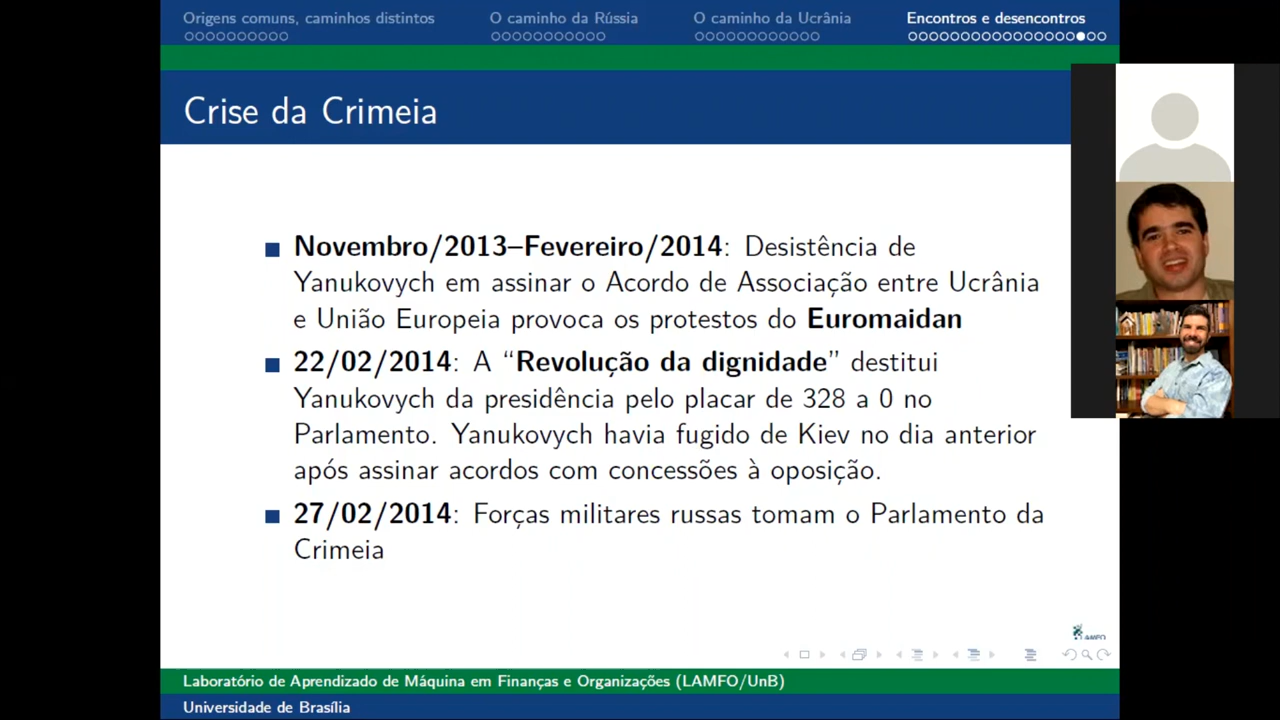 Origens comuns, caminhos distintos
O caminho da Rússia
O caminho da Ucrânia
Encontros e desencontros
Crise da Crimeia
Novembro/2013–Fevereiro/2014: Desistência de
Yanukovych em assinar o Acordo de Associação entre Ucrânia
e União Europeia provoca os protestos do Euromaidan
22/02/2014: A “Revolução da dignidade” destitui
Yanukovych da presidência pelo placar de 328 a 0 no
Parlamento. Yanukovych havia fugido de Kiev no dia anterior
após assinar acordos com concessões à oposição.
27/02/2014: Forças militares russas tomam o Parlamento da
Crimeia
LAMFO
Laboratório de Aprendizado de Máquina em Finanças e Organizações (LAMFO/UnB)
Universidade de Brasília